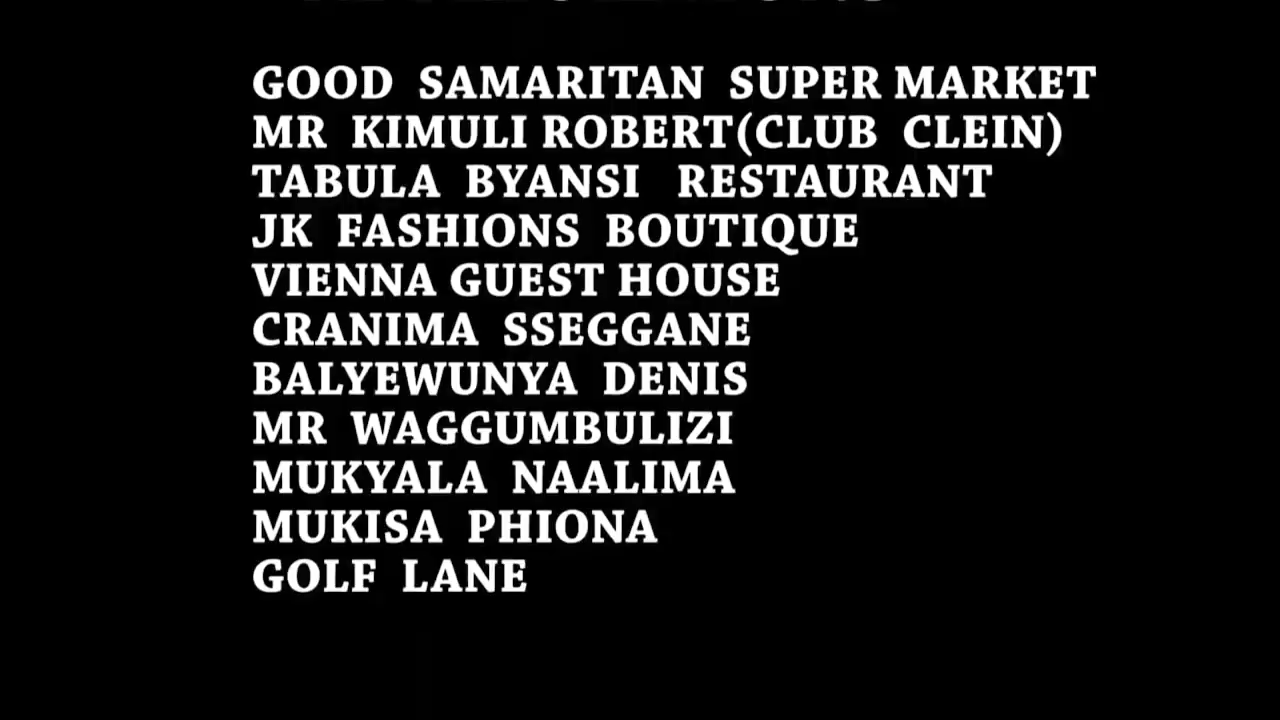 GOOD SAMARITAN SUPER MARKET
MR KIMULI ROBERT(CLUB CLEIN)
TABULA BYANSI RESTAURANT
JK FASHIONS BOUTIQUE
VIENNA GUEST HOUSE
CRANIMA SSEGGANE
BALYEWUNYA DENIS
MR WAGGUMBULIZI
MUKYALA NAALIMA
MUKISA PHIONA
GOLF LANE